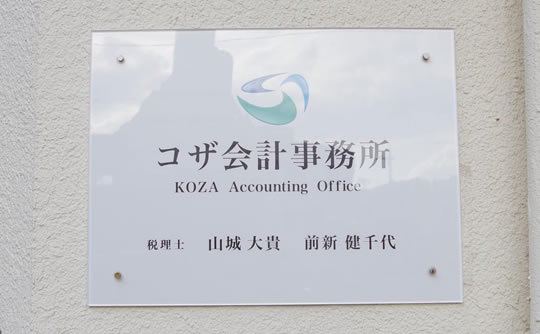 コザ会計事務所
KOZA Accounting Office
税理士 山城 大貴 前新 健千代